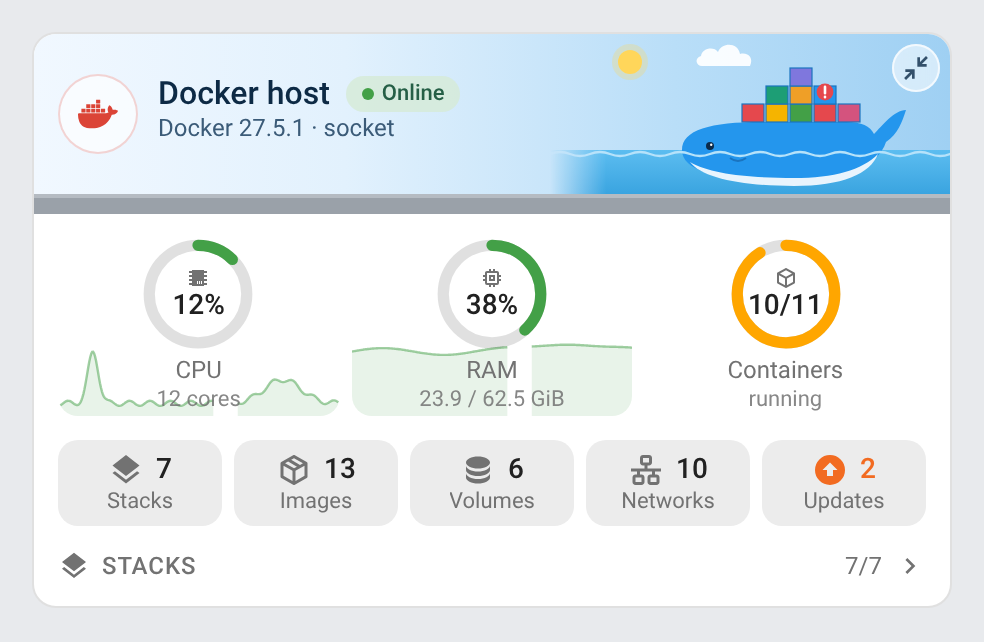 Docker host
Online
Docker 27.5.1 · socket
12%
38%
10/11
CPU
RAM
Containers
12 cores
23.9 / 62.5 GiB
running
7
13
6
10
2
Stacks
Images
Volumes
Networks
Updates
STACKS
7/7